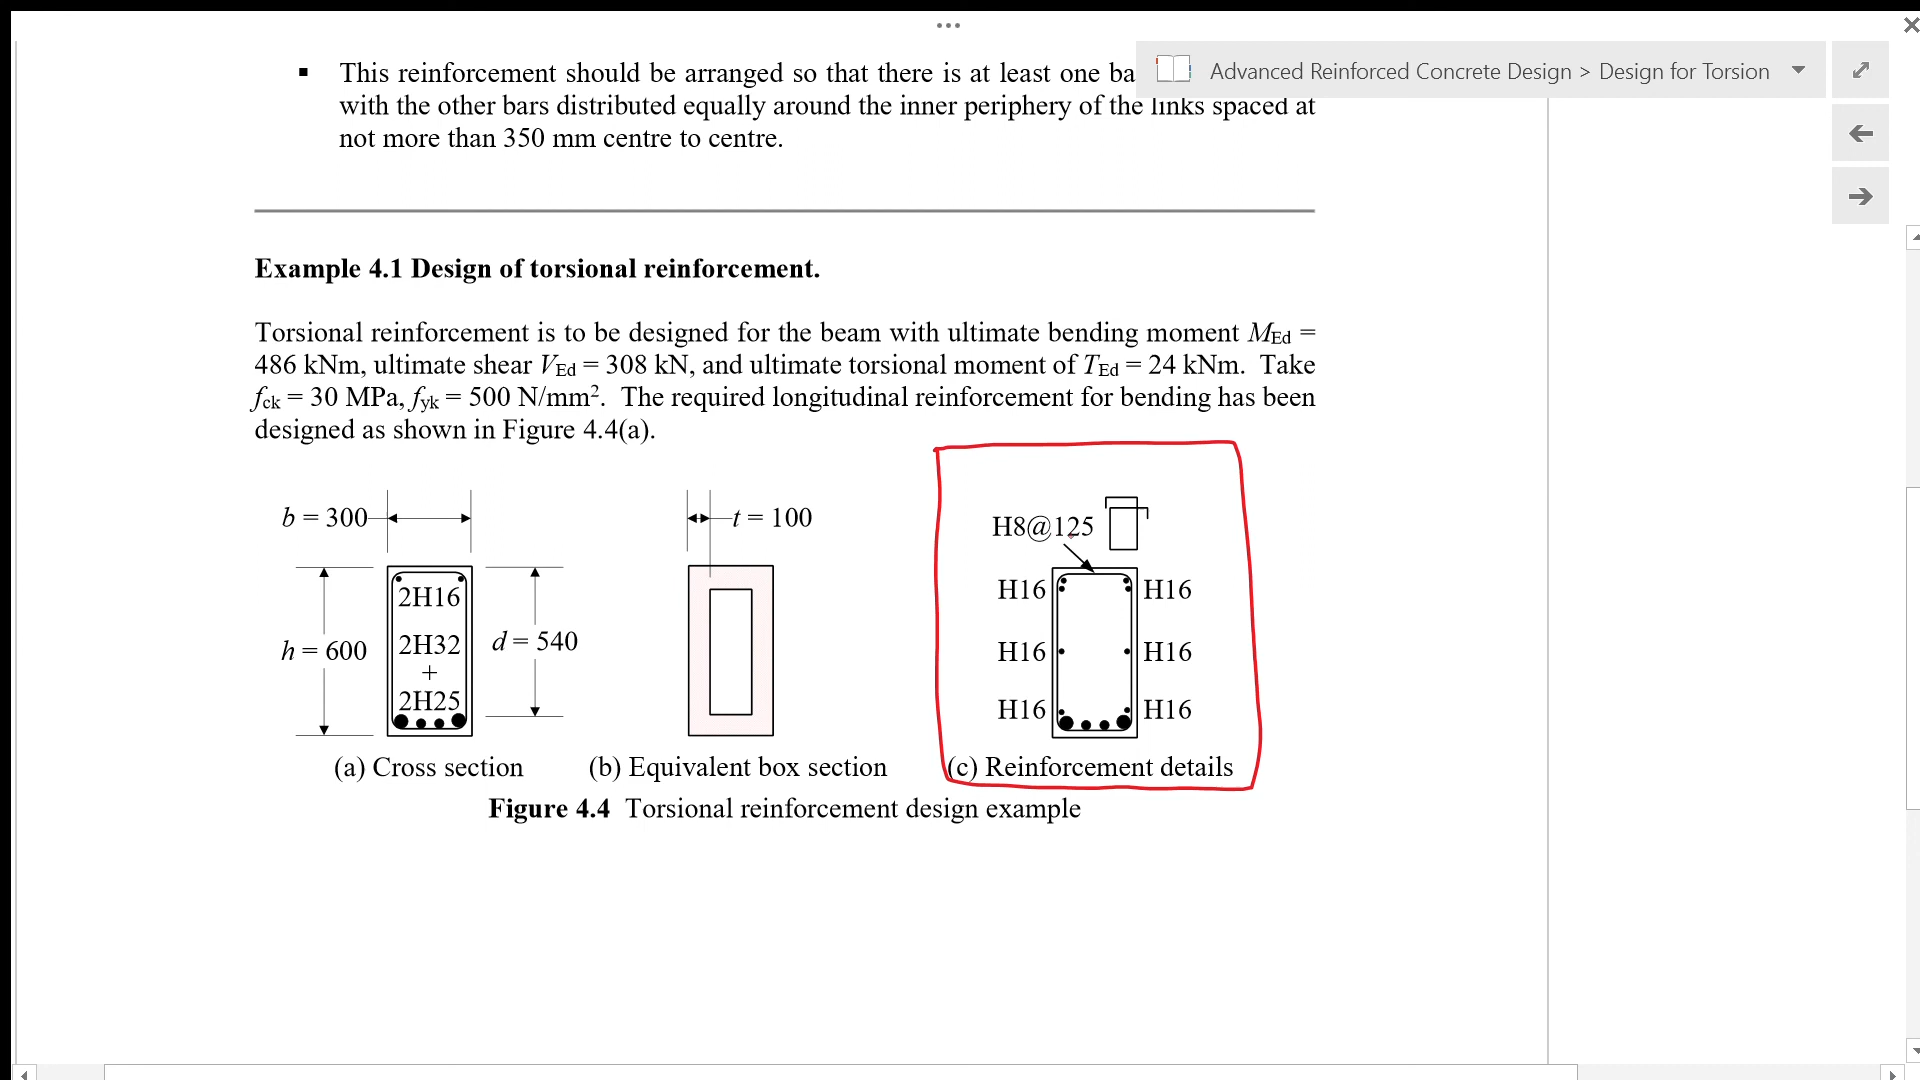 ▪ This reinforcement should be arranged so that there is at least one ba
Advanced Reinforced Concrete Design > Design for Torsion
with the other bars distributed equally around the inner periphery of the links spaced at
not more than 350 mm centre to centre.
Example 4.1 Design of torsional reinforcement.
Torsional reinforcement is to be designed for the beam with ultimate bending moment MEd =
486 kNm, ultimate shear VEd = 308 kN, and ultimate torsional moment of TEd = 24 kNm. Take
fck = 30 MPa, fyk = 500 N/mm². The required longitudinal reinforcement for bending has been
designed as shown in Figure 4.4(a).
b = 300
h = 600
2H16
2H32
+
2H25
d = 540
(a) Cross section
t = 100
(b) Equivalent box section
H8@125
H16 H16
H16 H16
H16 H16
(c) Reinforcement details
Figure 4.4 Torsional reinforcement design example